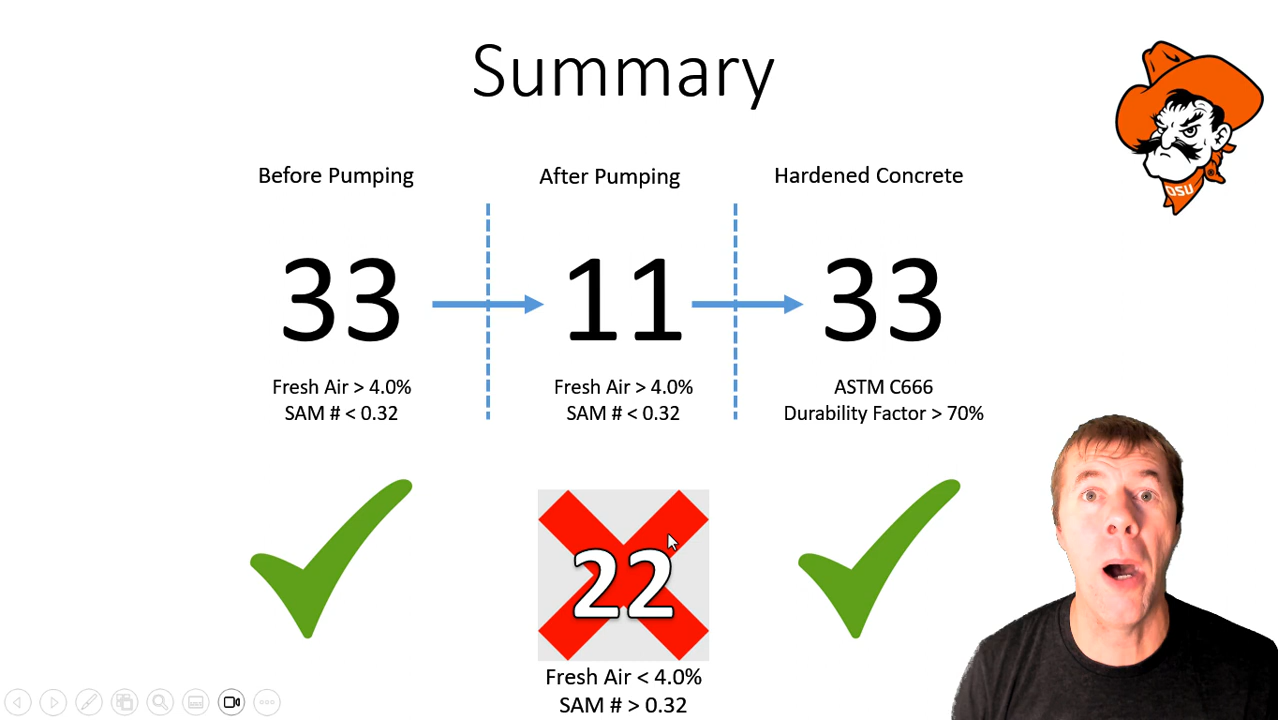 Summary
Before Pumping
After Pumping
Hardened Concrete
33
11
33
Fresh Air > 4.0%
SAM # < 0.32
Fresh Air > 4.0%
SAM # < 0.32
ASTM C666
Durability Factor > 70%
22
Fresh Air < 4.0%
SAM # > 0.32
OSU